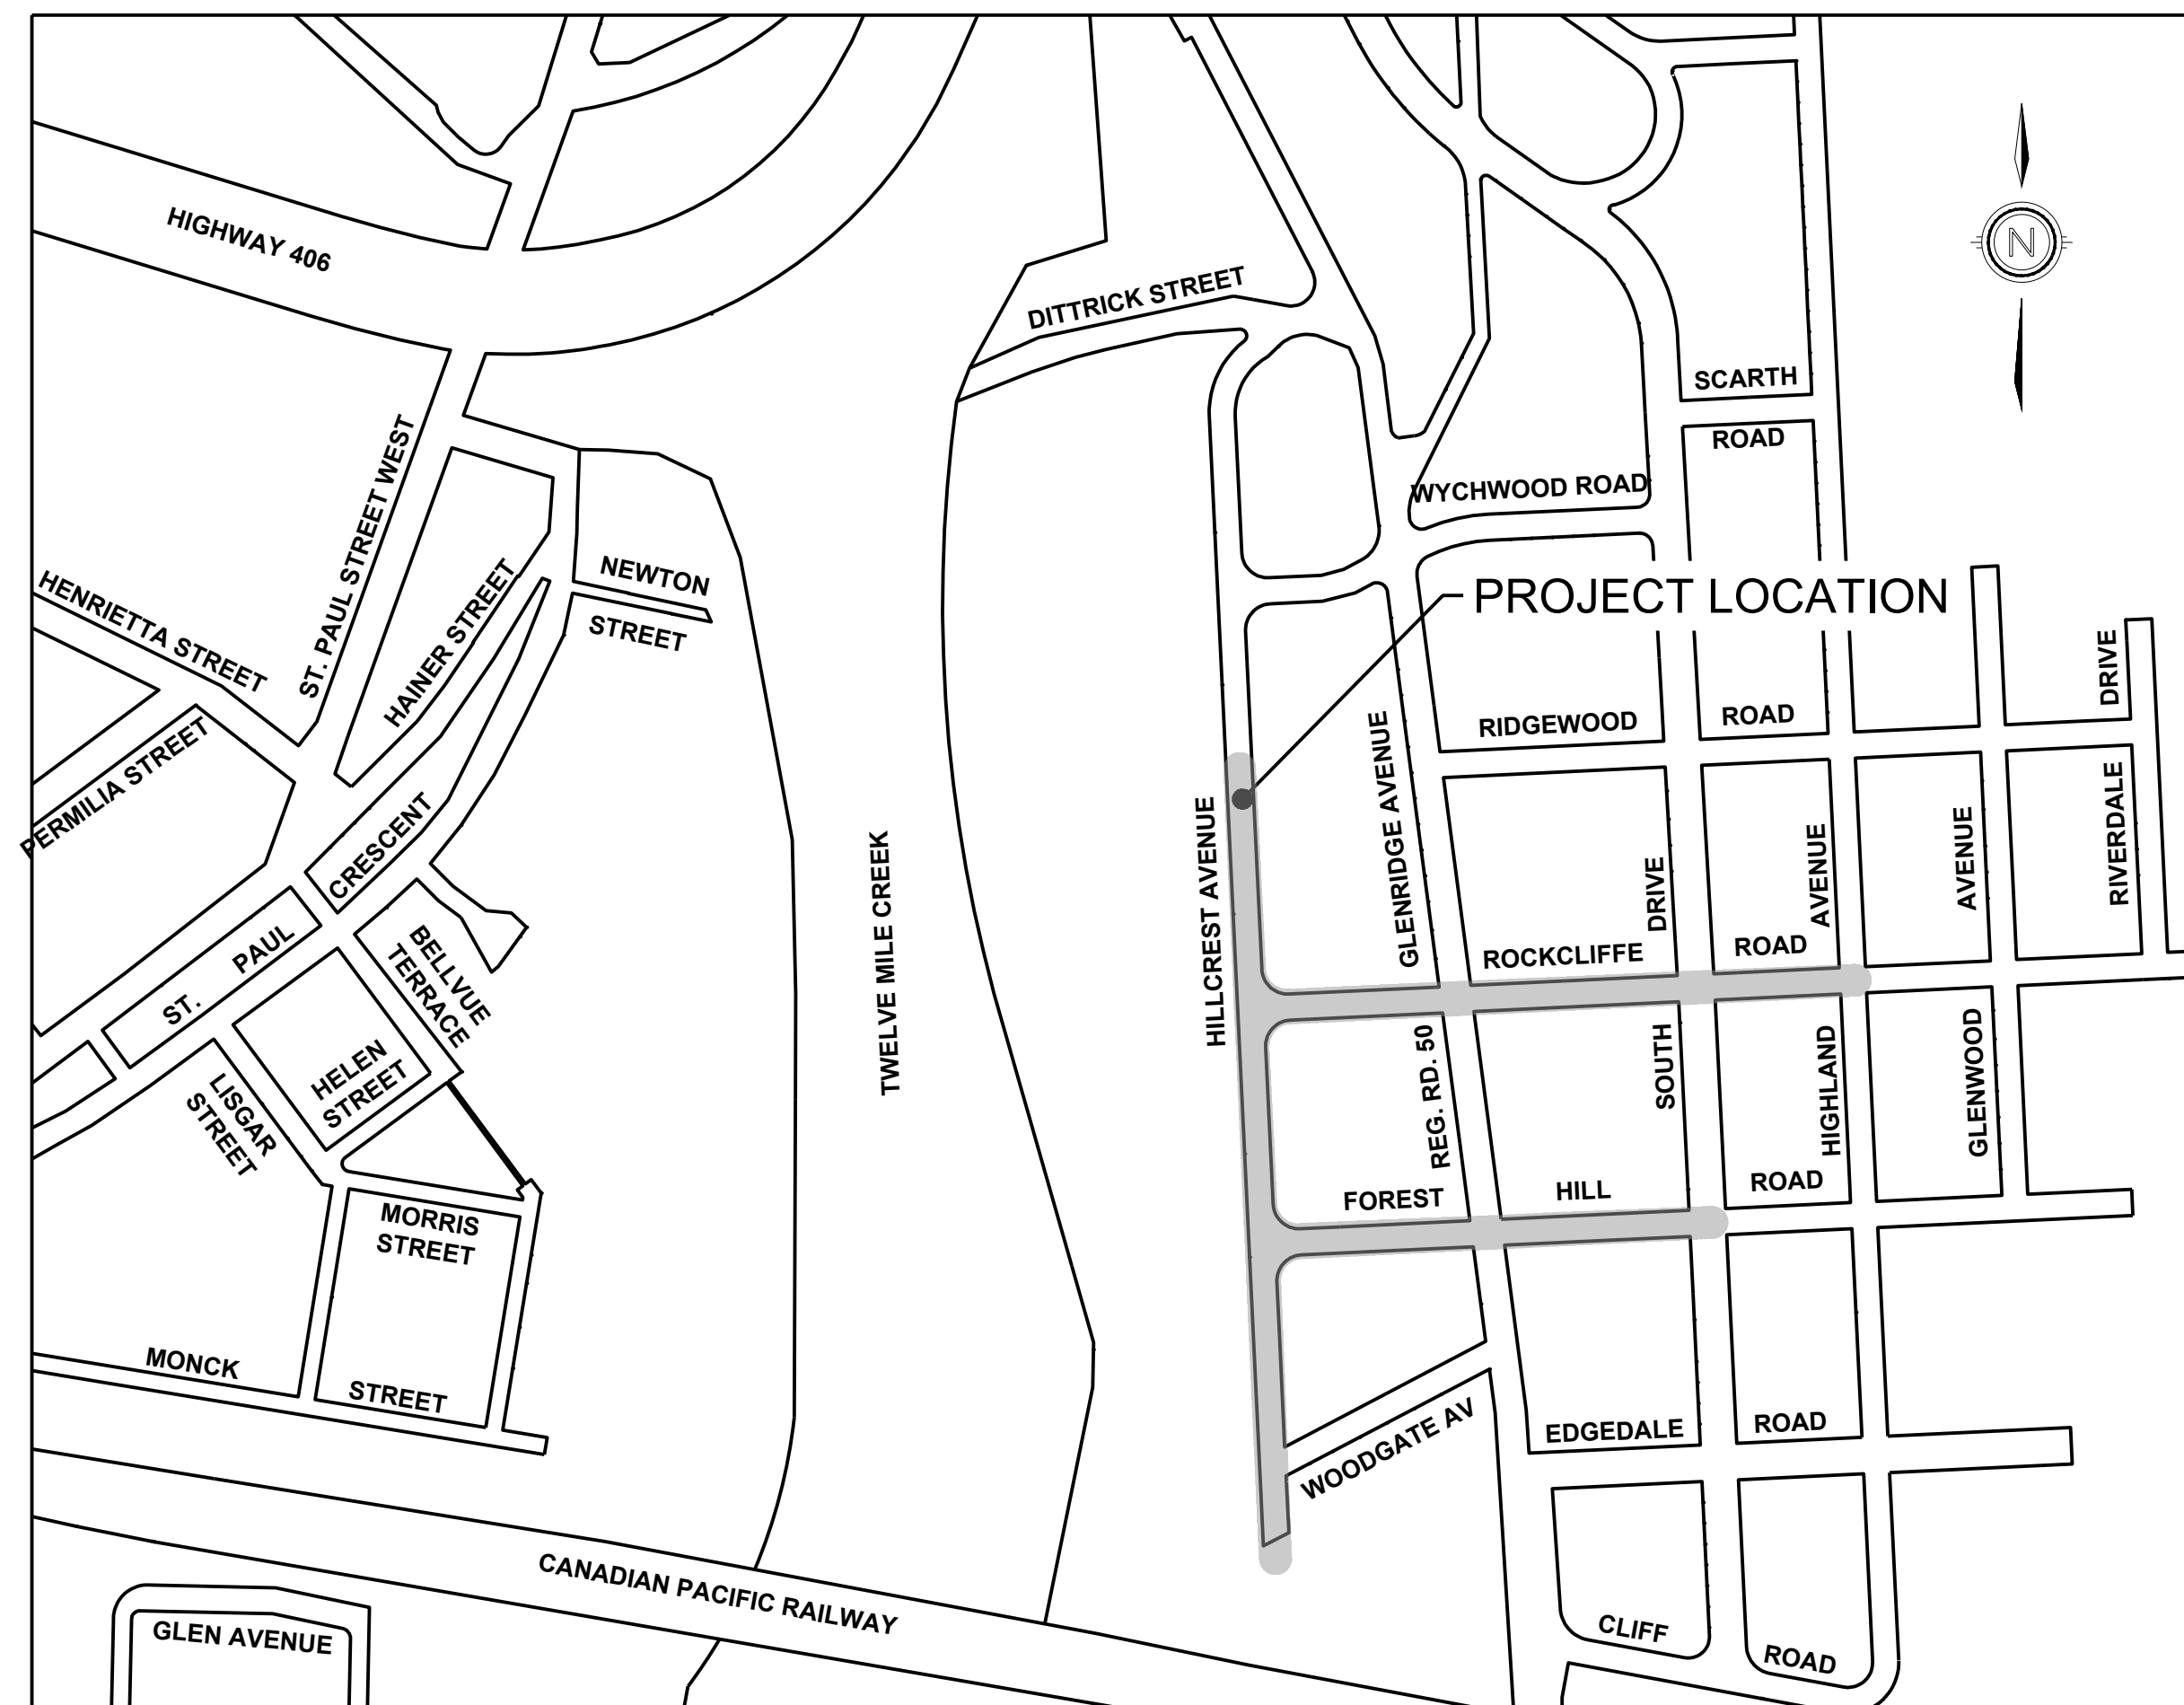 HIGHWAY 406
N
DITTRICK STREET
SCARTH
ROAD
WYCHWOOD ROAD
ST. PAUL STREET WEST
HENRIETTA STREET
HAINER STREET
NEWTON
STREET
PROJECT LOCATION
PERMILIA STREET
RIDGEWOOD
ROAD
DRIVE
RIVERDALE
CRESCENT
TWELVE MILE CREEK
HILLCREST AVENUE
GLENRIDGE AVENUE
DRIVE
AVENUE
AVENUE
ROCKCLIFFE
ROAD
ST.
PAUL
BELLVUE
TERRACE
HELEN
STREET
LISGAR
STREET
REG. RD. 50
SOUTH
HIGHLAND
GLENWOOD
FOREST
HILL
ROAD
MORRIS
STREET
MONCK
STREET
WOODGATE AV
EDGEDALE
ROAD
CANADIAN PACIFIC RAILWAY
GLEN AVENUE
CLIFF
ROAD